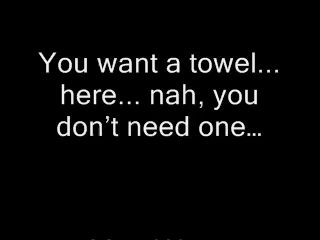 You want a towel...
here... nah, you
don’t need one…